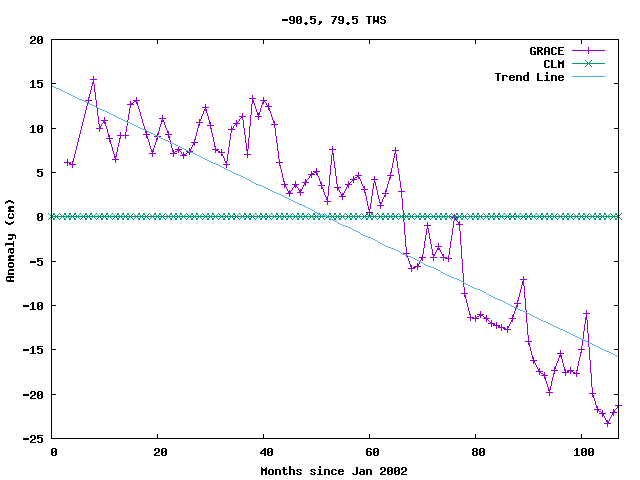 -90.5, 79.5 TWS
GRACE
CLM
Trend Line
20
15
10
5
0
-5
-10
-15
-20
-25
Anomaly (cm)
0 20 40 60 80 100
Months since Jan 2002